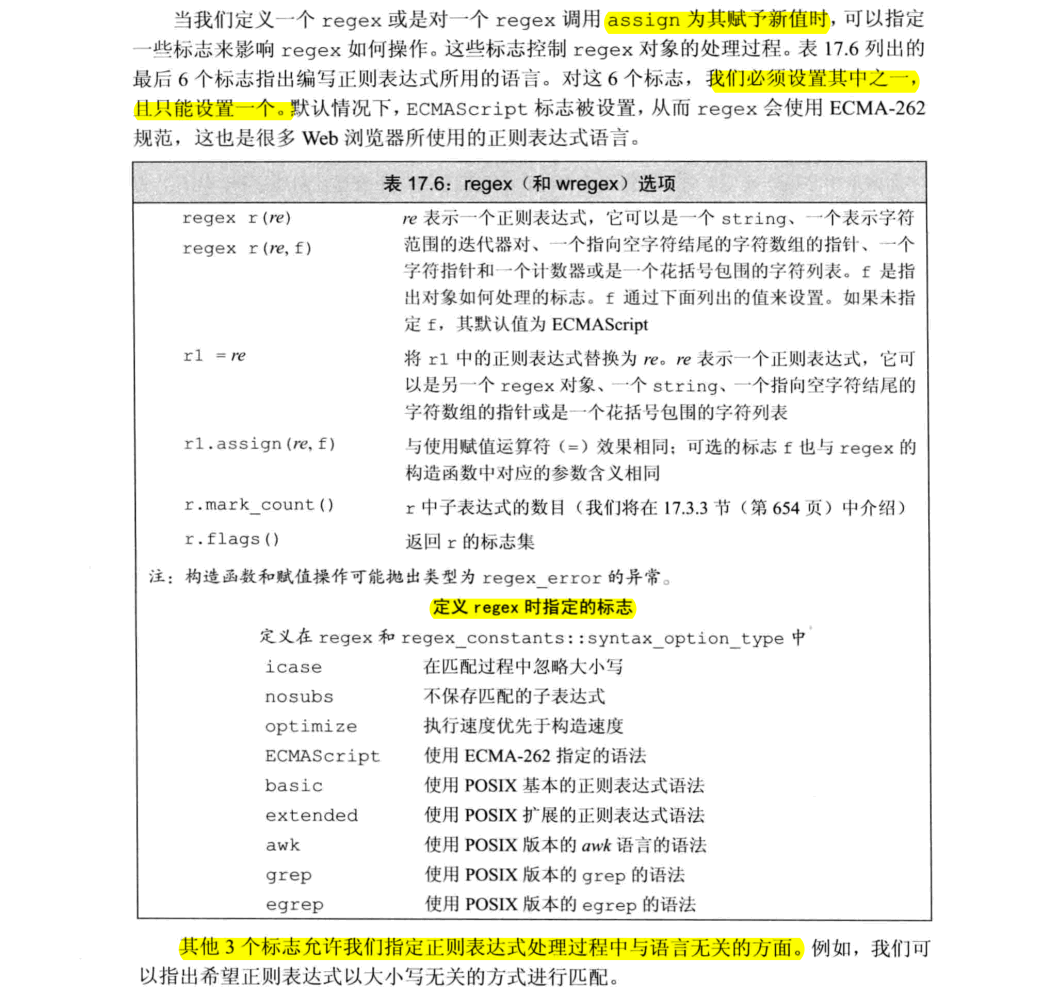 当我们定义一个 regex 或是对一个 regex 调用 assign 为其赋予新值时，可以指定
一些标志来影响 regex 如何操作。这些标志控制 regex 对象的处理过程。表 17.6 列出的
最后 6 个标志指出编写正则表达式所用的语言。对这 6 个标志，我们必须设置其中之一，
且只能设置一个。默认情况下，ECMAScript 标志被设置，从而 regex 会使用 ECMA-262
规范，这也是很多 Web 浏览器所使用的正则表达式语言。
表 17.6：regex（和 wregex）选项
regex r(re) re 表示一个正则表达式，它可以是一个 string、一个表示字符
regex r(re, f) 范围的迭代器对、一个指向空字符结尾的字符数组的指针、一个
字符指针和一个计数器或是一个花括号包围的字符列表。f 是指
出对象如何处理的标志。f 通过下面列出的值来设置。如果未指
定 f，其默认值为 ECMAScript
r1 = re 将 r1 中的正则表达式替换为 re。re 表示一个正则表达式，它可
以是另一个 regex 对象、一个 string、一个指向空字符结尾的
字符数组的指针或是一个花括号包围的字符列表
r1.assign(re, f) 与使用赋值运算符（=）效果相同；可选的标志 f 也与 regex 的
构造函数中对应的参数含义相同
r.mark_count() r 中子表达式的数目（我们将在 17.3.3 节（第 654 页）中介绍）
r.flags() 返回 r 的标志集
注：构造函数和赋值操作可能抛出类型为 regex_error 的异常。
定义 regex 时指定的标志
定义在 regex 和 regex_constants::syntax_option_type 中
icase 在匹配过程中忽略大小写
nosubs 不保存匹配的子表达式
optimize 执行速度优先于构造速度
ECMAScript 使用 ECMA-262 指定的语法
basic 使用 POSIX 基本的正则表达式语法
extended 使用 POSIX 扩展的正则表达式语法
awk 使用 POSIX 版本的 awk 语言的语法
grep 使用 POSIX 版本的 grep 的语法
egrep 使用 POSIX 版本的 egrep 的语法
其他 3 个标志允许我们指定正则表达式处理过程中与语言无关的方面。例如，我们可
以指出希望正则表达式以大小写无关的方式进行匹配。